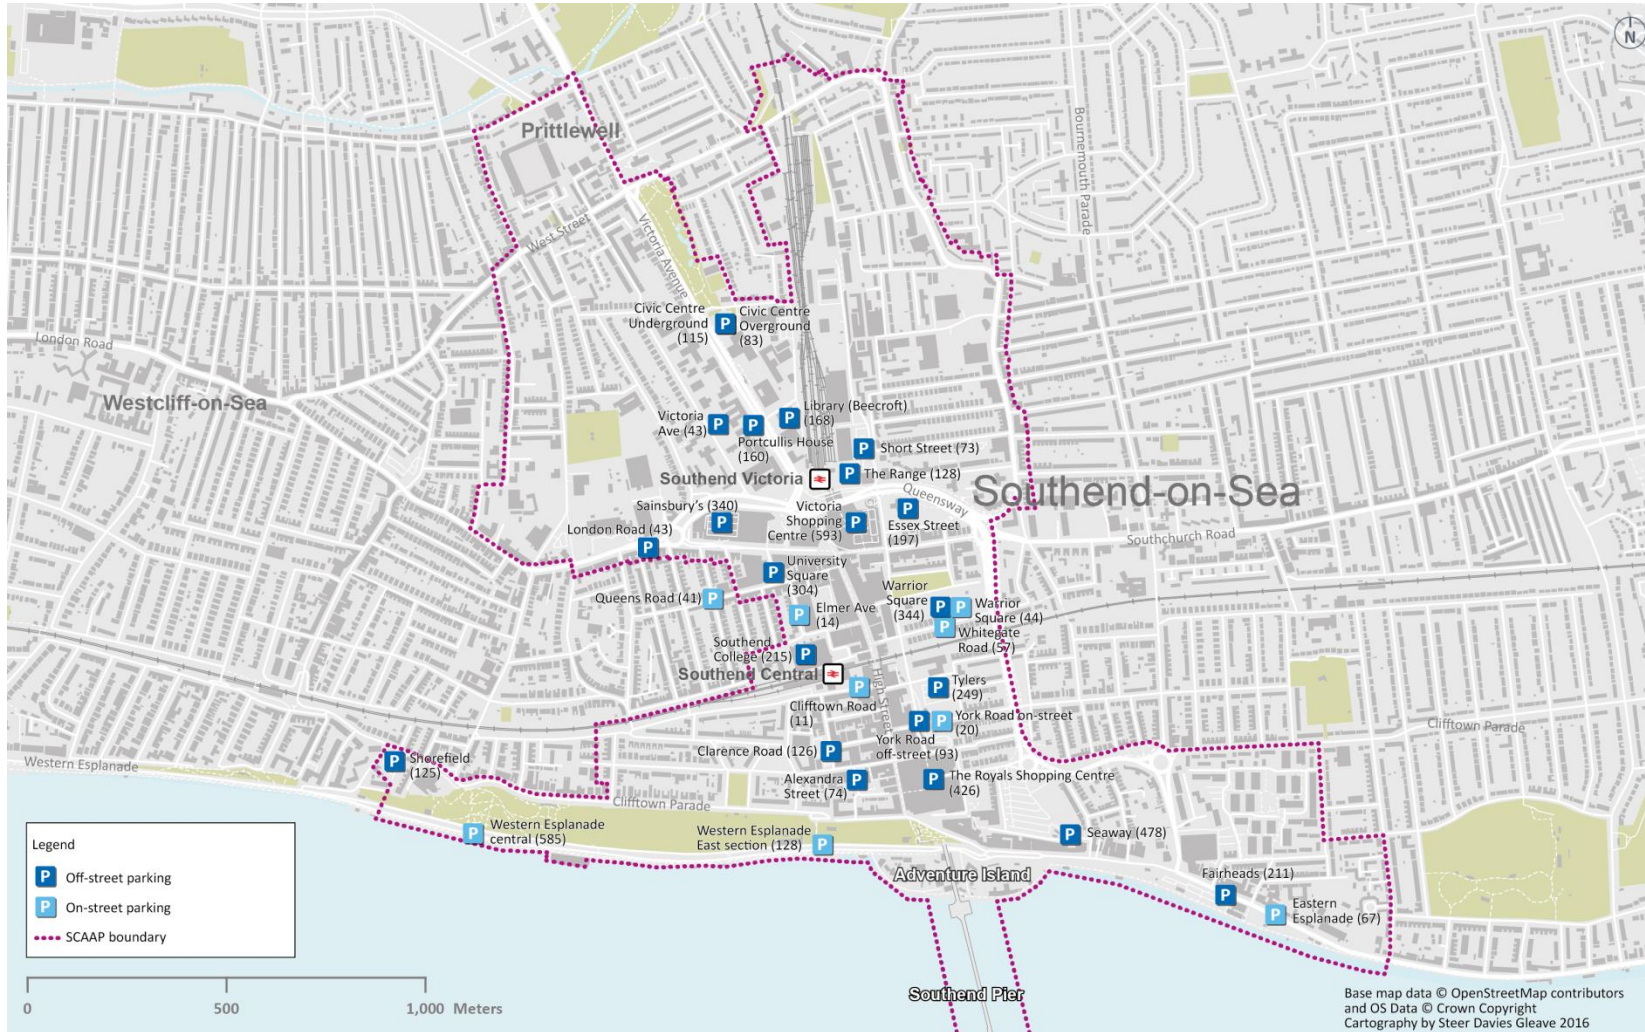 N
Prittlewell
Bournemouth Parade
West Street
Victoria Avenue
Civic Centre
Underground
(115)
P
Civic Centre
Overground
(83)
London Road
Westcliff-on-Sea
Victoria
Ave (43)
P
P
Portcullis House
(160)
P
Library (Beecroft)
(168)
P
Short Street (73)
Southend Victoria
P
The Range (128)
Queensway
Southend-on-Sea
Sainsbury's (340)
P
Victoria
Shopping
Centre (593)
P
P
Essex Street
(197)
Southchurch Road
London Road (43)
P
P
University
Square
(304)
Queens Road (41)
P
P
Elmer Ave
(14)
Warrior
Square
(344)
P
P
Warrior
Square (44)
P
Whitegate
Road (57)
Southend
College (215)
P
Southend Central
P
Clifftown Road
(11)
High Street
P
Tylers
(249)
P
P
York Road on-street
(20)
York Road
off-street (93)
Clifftown Parade
Clarence Road (126)
P
Western Esplanade
P
Shorefield
(125)
Alexandra
Street (74)
P
P
The Royals Shopping Centre
(426)
Clifftown Parade
P
Western Esplanade
central (585)
Western Esplanade
East section (128)
P
P
Seaway (478)
Adventure Island
Fairheads (211)
P
P
Eastern
Esplanade (67)
Southend Pier
Legend
P Off-street parking
P On-street parking
SCAAP boundary
0 500 1,000 Meters
Base map data © OpenStreetMap contributors
and OS Data © Crown Copyright
Cartography by Steer Davies Gleave 2016